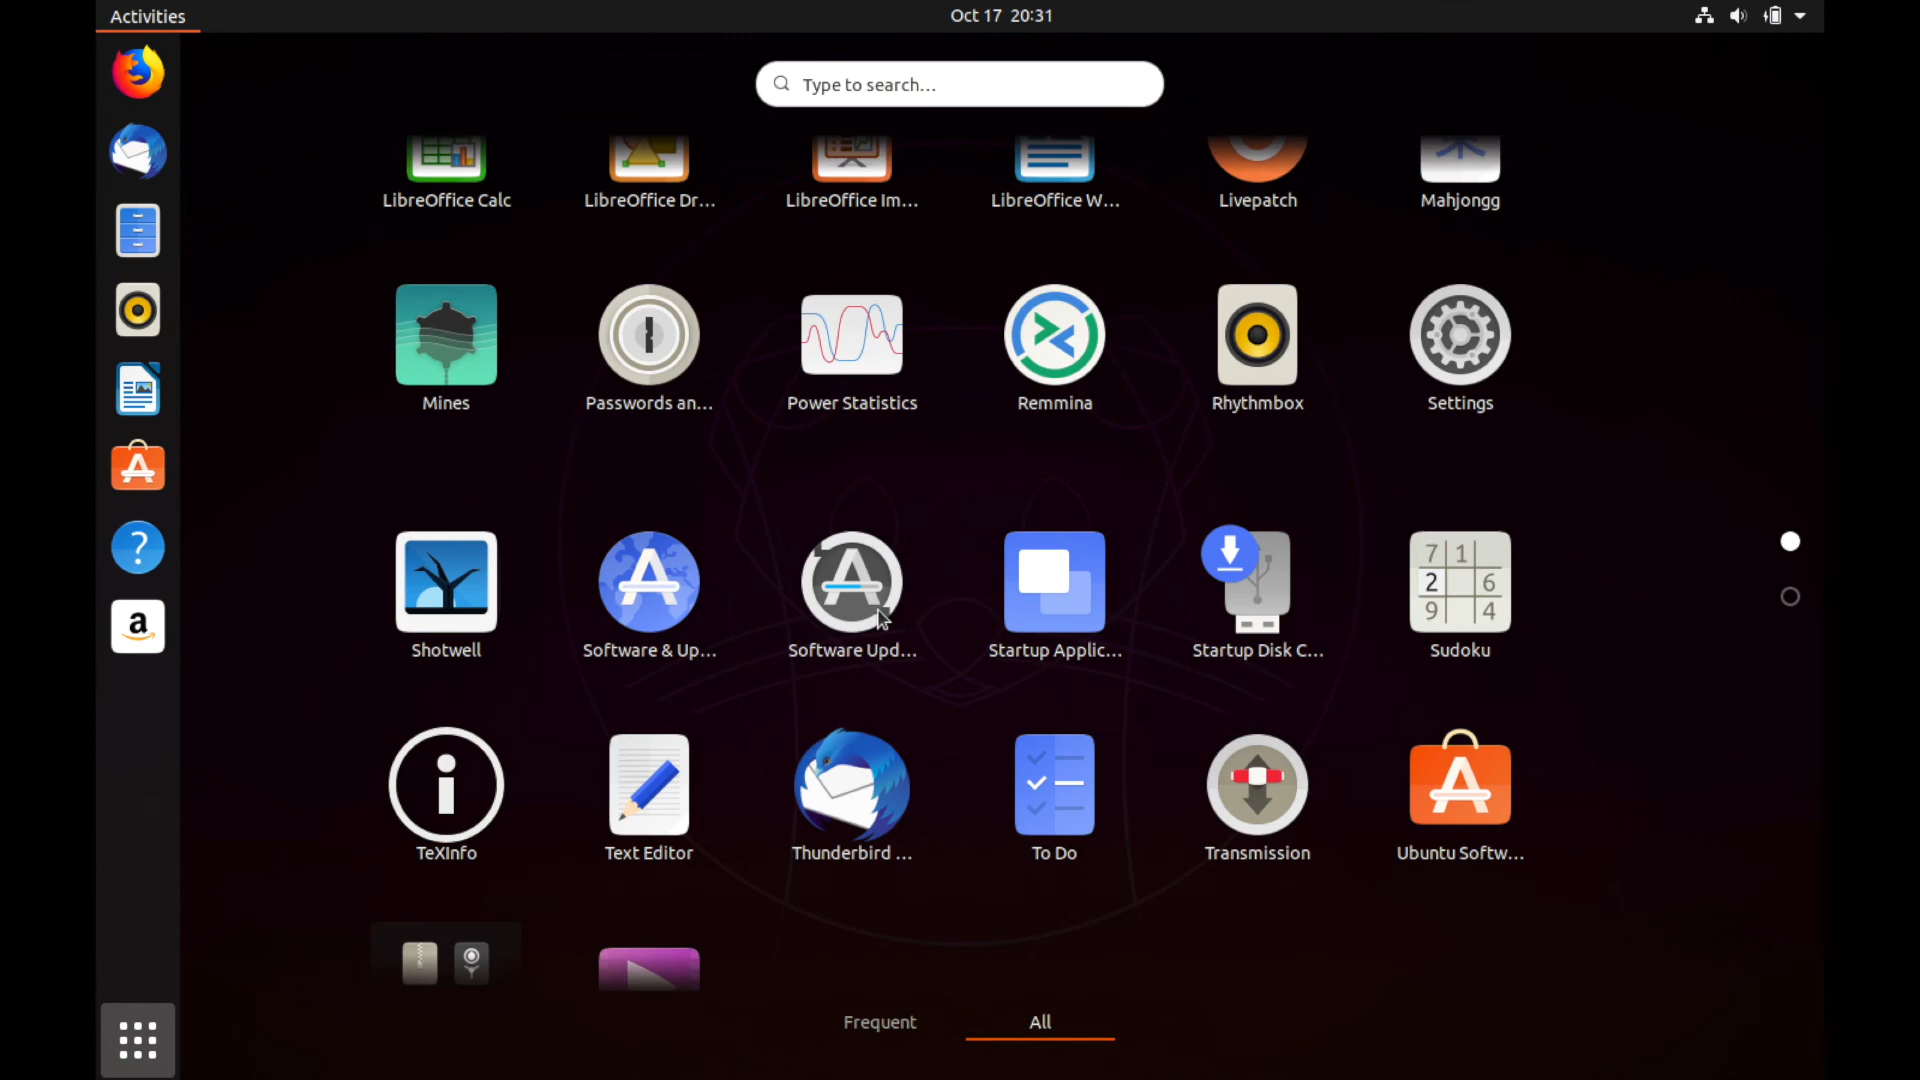 Activities
Oct 17 20:31
Type to search...
LibreOffice Calc
LibreOffice Dr...
LibreOffice Im...
LibreOffice W...
Livepatch
Mahjongg
Mines
Passwords an...
Power Statistics
Remmina
Rhythmbox
Settings
7 1
2 6
9 4
Shotwell
Software & Up...
Software Upd...
Startup Applic...
Startup Disk C...
Sudoku
TeXInfo
Text Editor
Thunderbird ...
To Do
Transmission
Ubuntu Softw...
Frequent
All